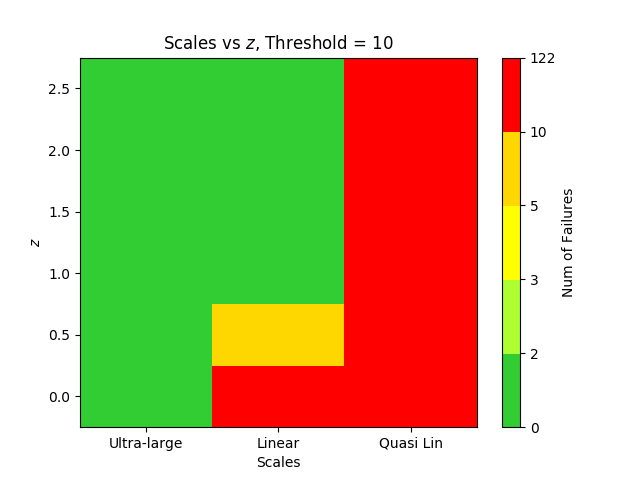 Scales vs z, Threshold = 10
2.5
2.0
1.5
1.0
0.5
0.0
z
Ultra-large
Linear
Quasi Lin
Scales
122
10
5
3
2
0
Num of Failures